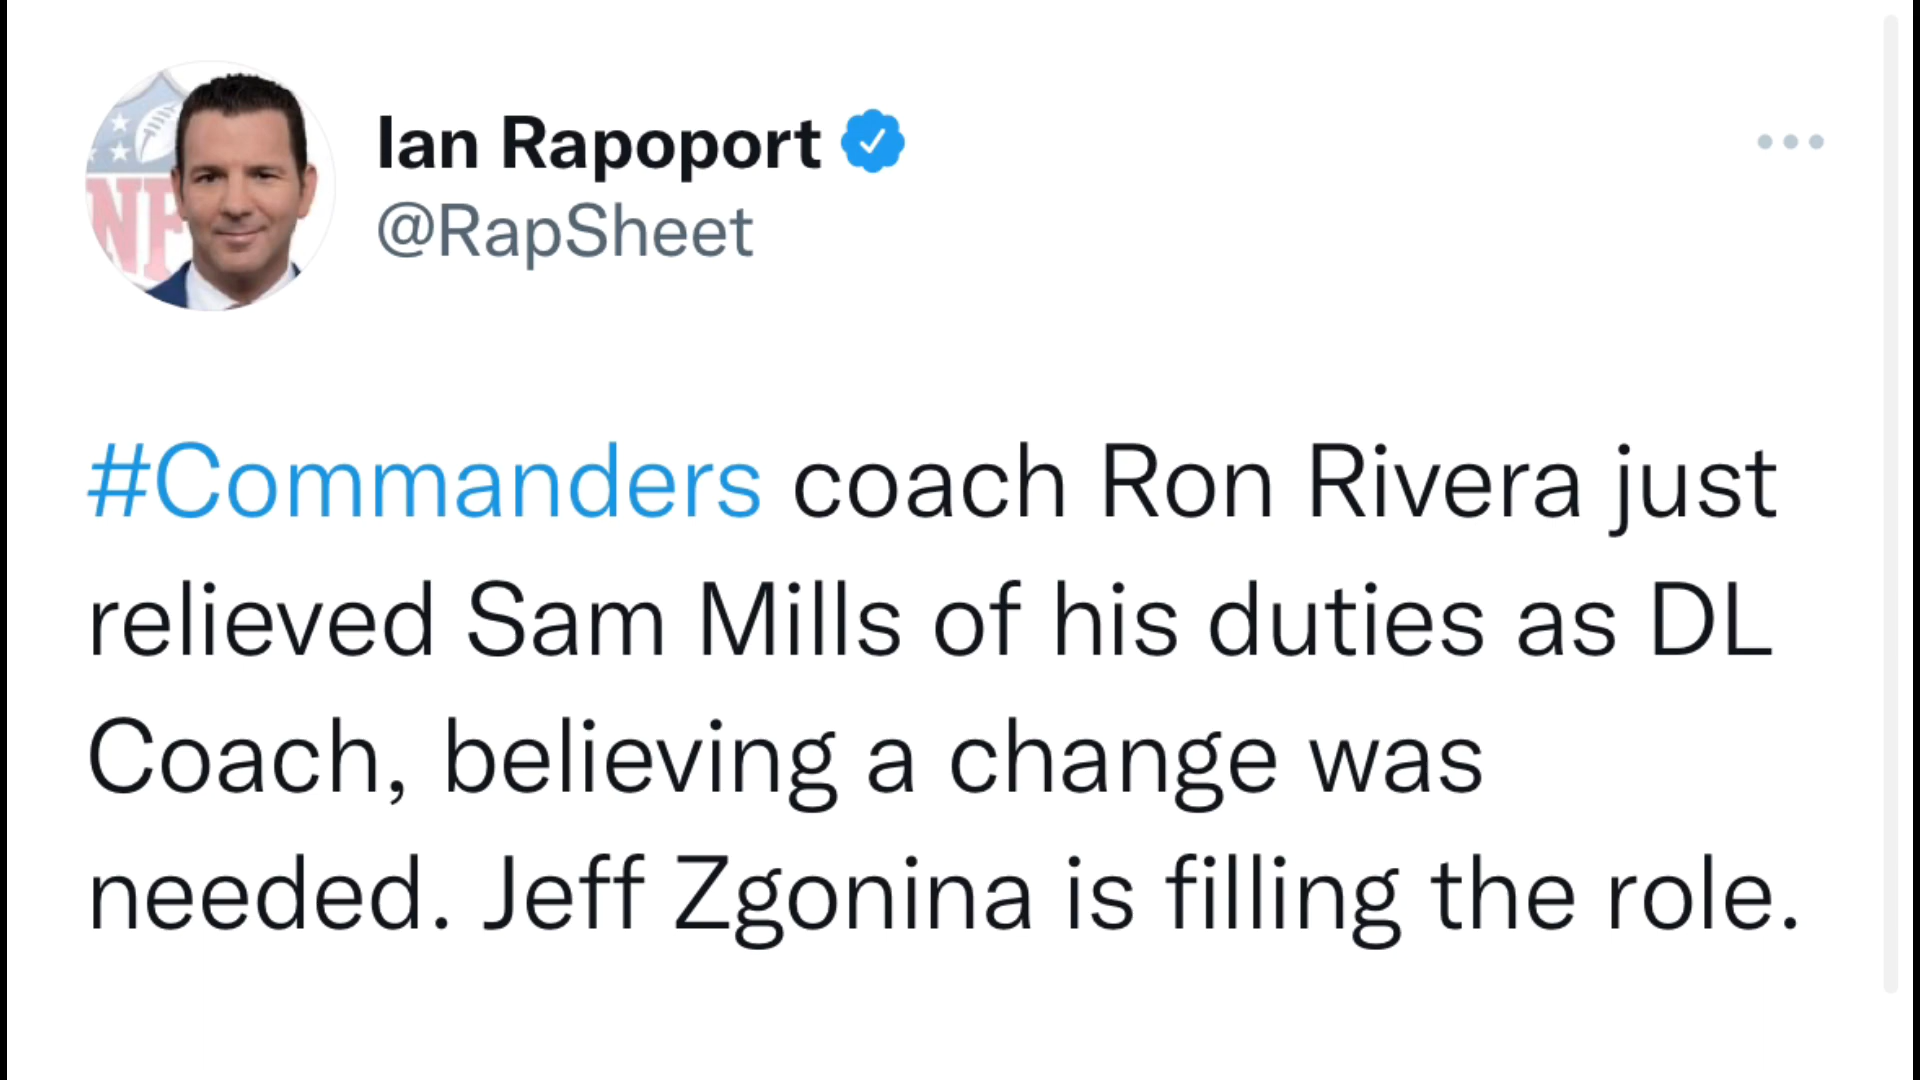 Ian Rapoport
@RapSheet
#Commanders coach Ron Rivera just
relieved Sam Mills of his duties as DL
Coach, believing a change was
needed. Jeff Zgonina is filling the role.